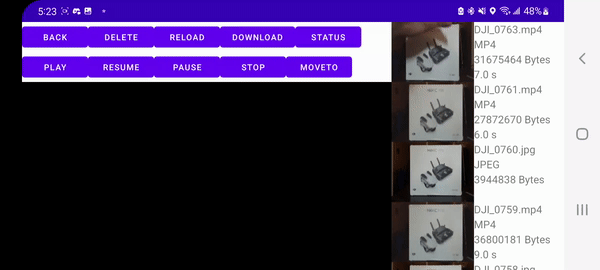 5:23 48%
BACK DELETE RELOAD DOWNLOAD STATUS
PLAY RESUME PAUSE STOP MOVETO
DJI_0763.mp4
MP4
31675464 Bytes
7.0 s
DJI_0761.mp4
MP4
27872670 Bytes
6.0 s
DJI_0760.jpg
JPEG
3944838 Bytes
DJI_0759.mp4
MP4
36800181 Bytes
9.0 s
DJI_0758.jpg